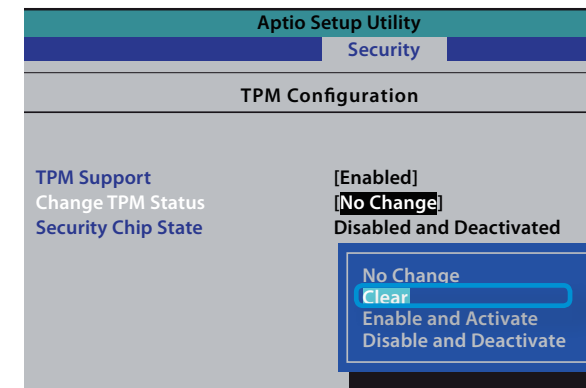 Aptio Setup Utility
Security
TPM Configuration
TPM Support [Enabled]
Change TPM Status [No Change]
Security Chip State Disabled and Deactivated
No Change
Clear
Enable and Activate
Disable and Deactivate